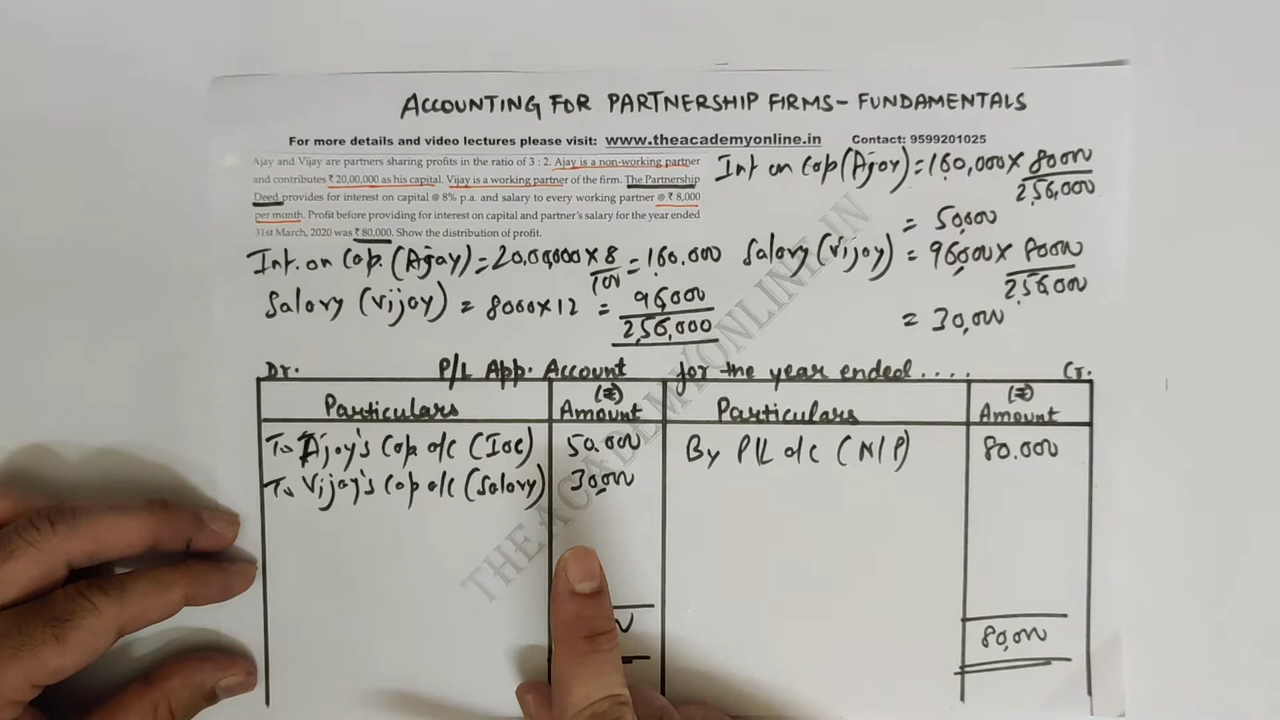 ACCOUNTING FOR PARTNERSHIP FIRMS- FUNDAMENTALS
For more details and video lectures please visit: www.theacademyonline.in Contact: 9599201025
Ajay and Vijay are partners sharing profits in the ratio of 3 : 2. Ajay is a non-working partner
and contributes ₹ 20,00,000 as his capital. Vijay is a working partner of the firm. The Partnership
Deed provides for interest on capital @ 8% p.a. and salary to every working partner @ ₹ 8,000
per month. Profit before providing for interest on capital and partner's salary for the year ended
31st March, 2020 was ₹ 80,000. Show the distribution of profit.
Int on Cap (Ajay) = 160,000 × 80000
256,000
= 50,000
Int. on Cap. (Ajay) = 20,00,000 × 8 = 160,000
100
Salary (Vijay) = 96000 × 80000
256000
= 30,000
Salary (Vijay) = 8000 × 12 = 96000
2,56,000
Dr. P/L App. Account for the year ended .... Cr.
Particulars (₹) Amount Particulars (₹) Amount
To Ajay's Cap a/c (IOC) 50,000 By P/L a/c (N/P) 80,000
To Vijay's Cap a/c (Salary) 30,000
80,000
THEACADEMYONLINE.IN